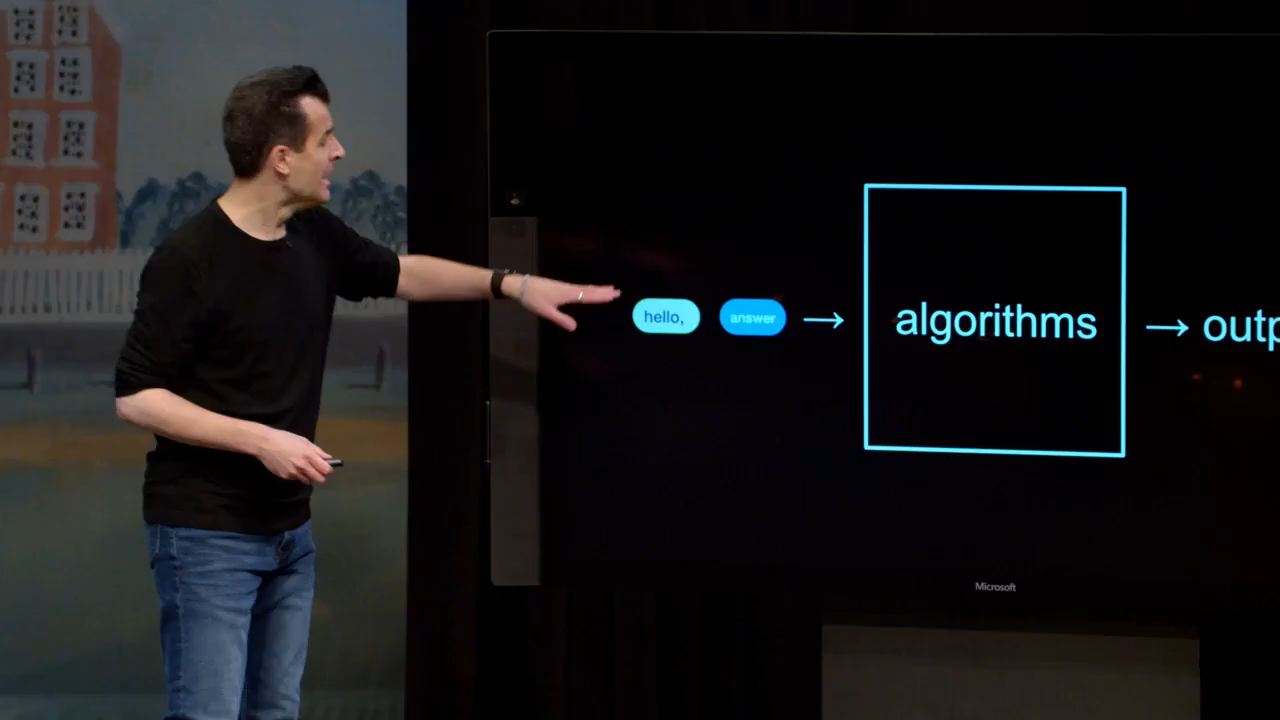 hello,
answer
→
algorithms
→ outp
Microsoft